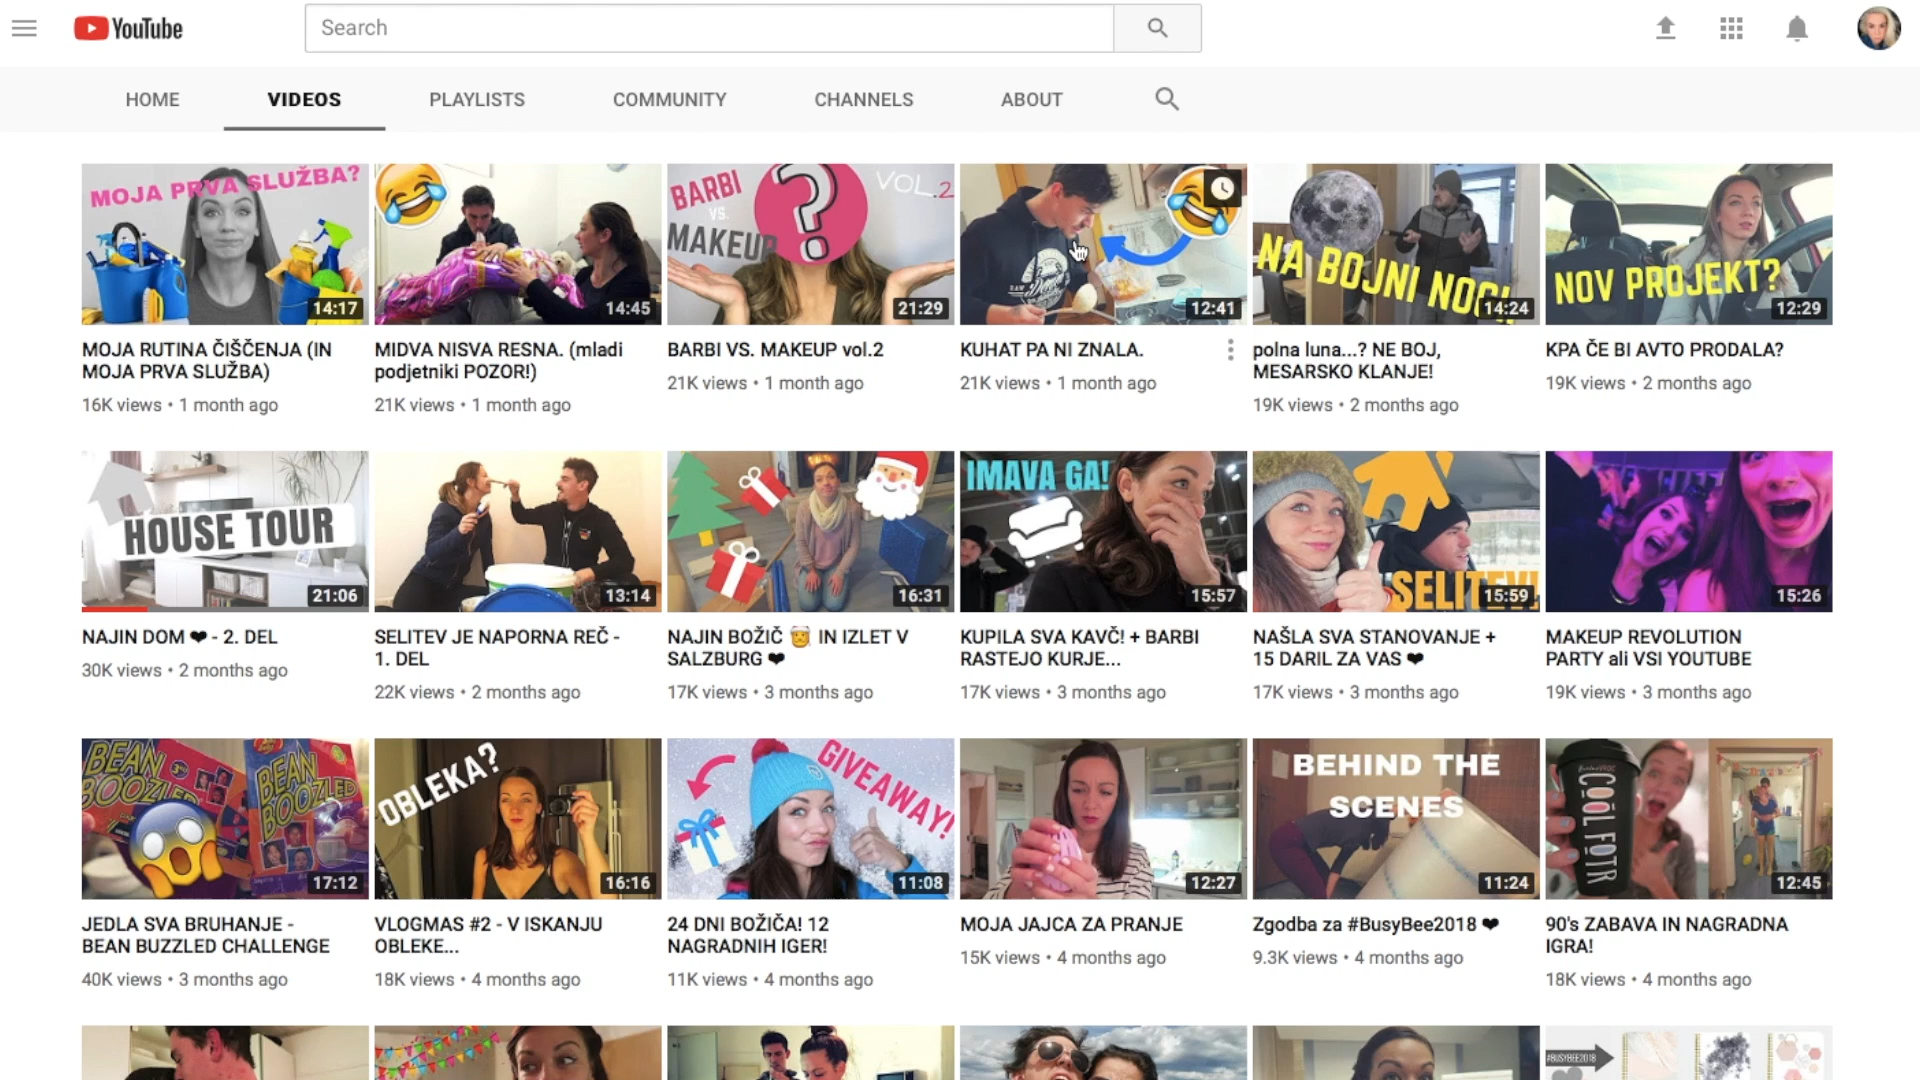 YouTube
Search
HOME
VIDEOS
PLAYLISTS
COMMUNITY
CHANNELS
ABOUT
MOJA PRVA SLUŽBA?
14:17
14:45
BARBI
VS.
MAKEUP
VOL.2
21:29
12:41
NA BOJNI NOGI
14:24
NOV PROJEKT?
12:29
MOJA RUTINA ČIŠČENJA (IN
MOJA PRVA SLUŽBA)
16K views • 1 month ago
MIDVA NISVA RESNA. (mladi
podjetniki POZOR!)
21K views • 1 month ago
BARBI VS. MAKEUP vol.2
21K views • 1 month ago
KUHAT PA NI ZNALA.
21K views • 1 month ago
polna luna...? NE BOJ,
MESARSKO KLANJE!
19K views • 2 months ago
KPA ČE BI AVTO PRODALA?
19K views • 2 months ago
HOUSE TOUR
21:06
13:14
16:31
IMAVA GA!
15:57
SELITEV!
15:59
15:26
NAJIN DOM ❤ - 2. DEL
30K views • 2 months ago
SELITEV JE NAPORNA REČ -
1. DEL
22K views • 2 months ago
NAJIN BOŽIČ 🎅 IN IZLET V
SALZBURG ❤
17K views • 3 months ago
KUPILA SVA KAVČ! + BARBI
RASTEJO KURJE...
17K views • 3 months ago
NAŠLA SVA STANOVANJE +
15 DARIL ZA VAS ❤
17K views • 3 months ago
MAKEUP REVOLUTION
PARTY ali VSI YOUTUBE
19K views • 3 months ago
BEAN
BOOZLED
BEAN
BOOZLED
17:12
OBLEKA?
16:16
GIVEAWAY!
11:08
12:27
BEHIND THE
SCENES
11:24
COOL FOTR
12:45
JEDLA SVA BRUHANJE -
BEAN BUZZLED CHALLENGE
40K views • 3 months ago
VLOGMAS #2 - V ISKANJU
OBLEKE...
18K views • 4 months ago
24 DNI BOŽIČA! 12
NAGRADNIH IGER!
11K views • 4 months ago
MOJA JAJCA ZA PRANJE
15K views • 4 months ago
Zgodba za #BusyBee2018 ❤
9.3K views • 4 months ago
90's ZABAVA IN NAGRADNA
IGRA!
18K views • 4 months ago
#BUSYBEE2018